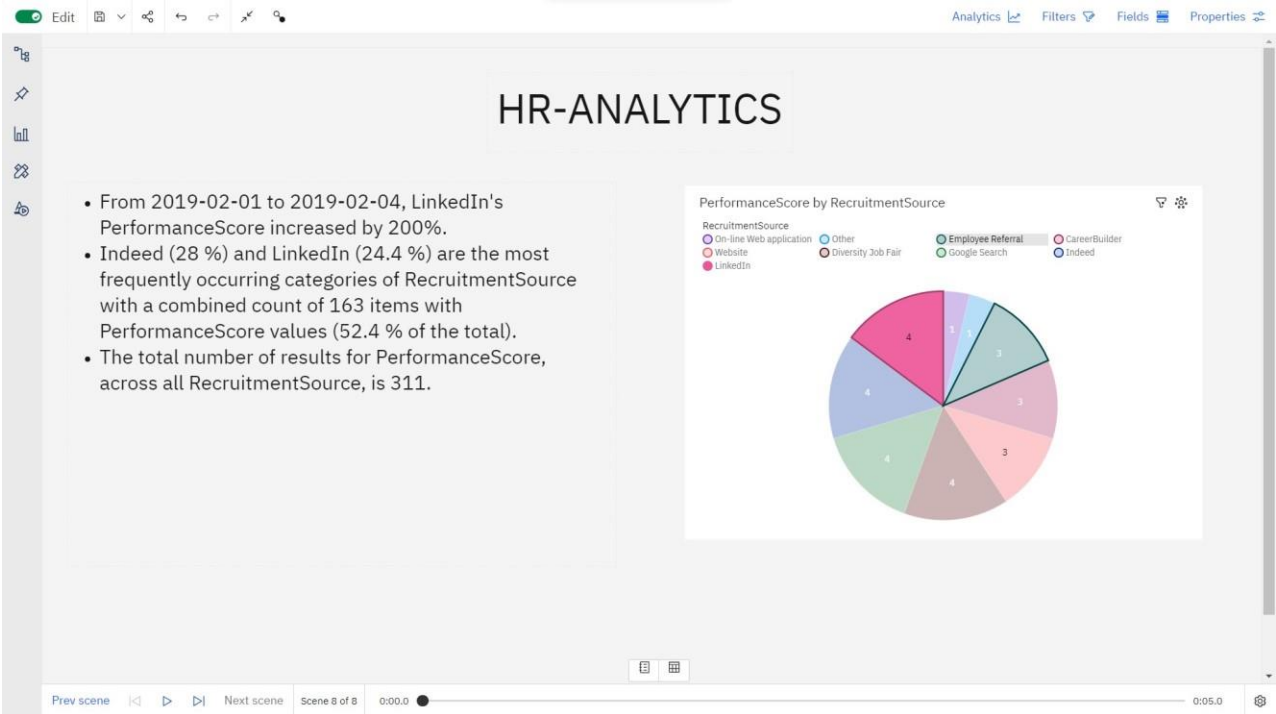 Edit
Analytics Filters Fields Properties
HR-ANALYTICS
• From 2019-02-01 to 2019-02-04, LinkedIn's
PerformanceScore increased by 200%.
• Indeed (28 %) and LinkedIn (24.4 %) are the most
frequently occurring categories of RecruitmentSource
with a combined count of 163 items with
PerformanceScore values (52.4 % of the total).
• The total number of results for PerformanceScore,
across all RecruitmentSource, is 311.
PerformanceScore by RecruitmentSource
RecruitmentSource
On-line Web application Other Employee Referral CareerBuilder
Website Diversity Job Fair Google Search Indeed
LinkedIn
1
1
3
3
3
4
4
4
4
Prev scene Next scene Scene 8 of 8 0:00.0 0:05.0